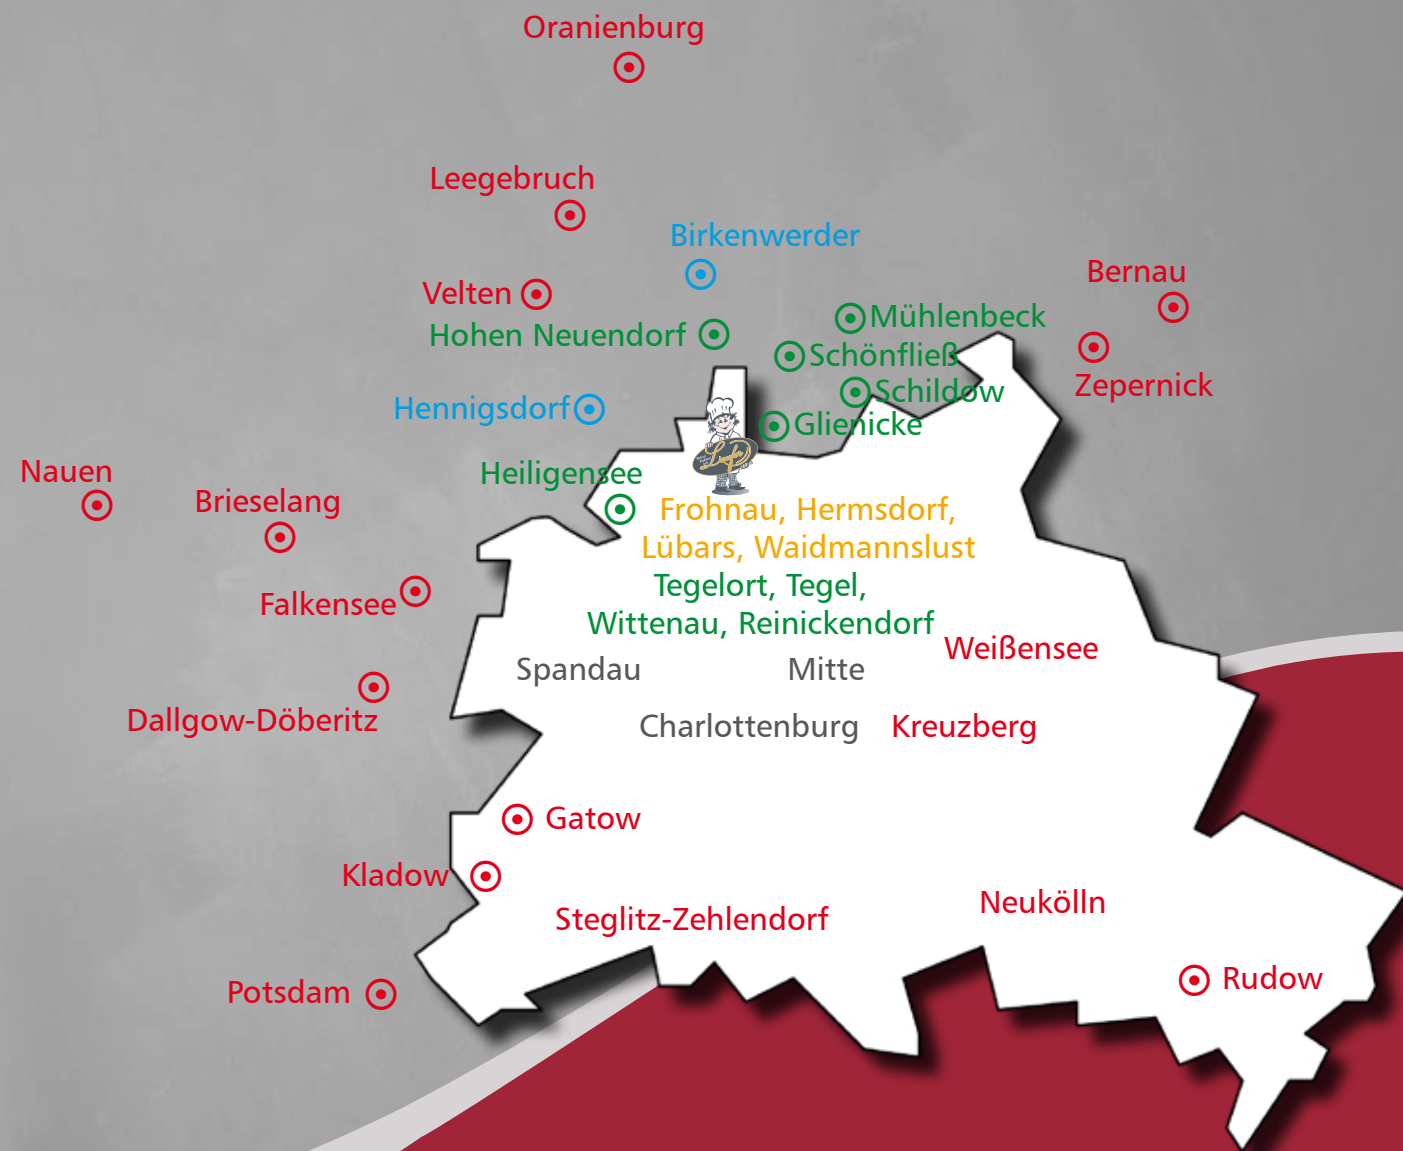 Oranienburg
Leegebruch
Birkenwerder
Bernau
Velten
Mühlenbeck
Hohen Neuendorf
Schönfließ
Zepernick
Schildow
Hennigsdorf
Glienicke
Nauen
Heiligensee
Brieselang
Frohnau, Hermsdorf,
Lübars, Waidmannslust
Tegelort, Tegel,
Falkensee
Wittenau, Reinickendorf
Weißensee
Spandau
Mitte
Dallgow-Döberitz
Charlottenburg
Kreuzberg
Gatow
Kladow
Neukölln
Steglitz-Zehlendorf
Rudow
Potsdam